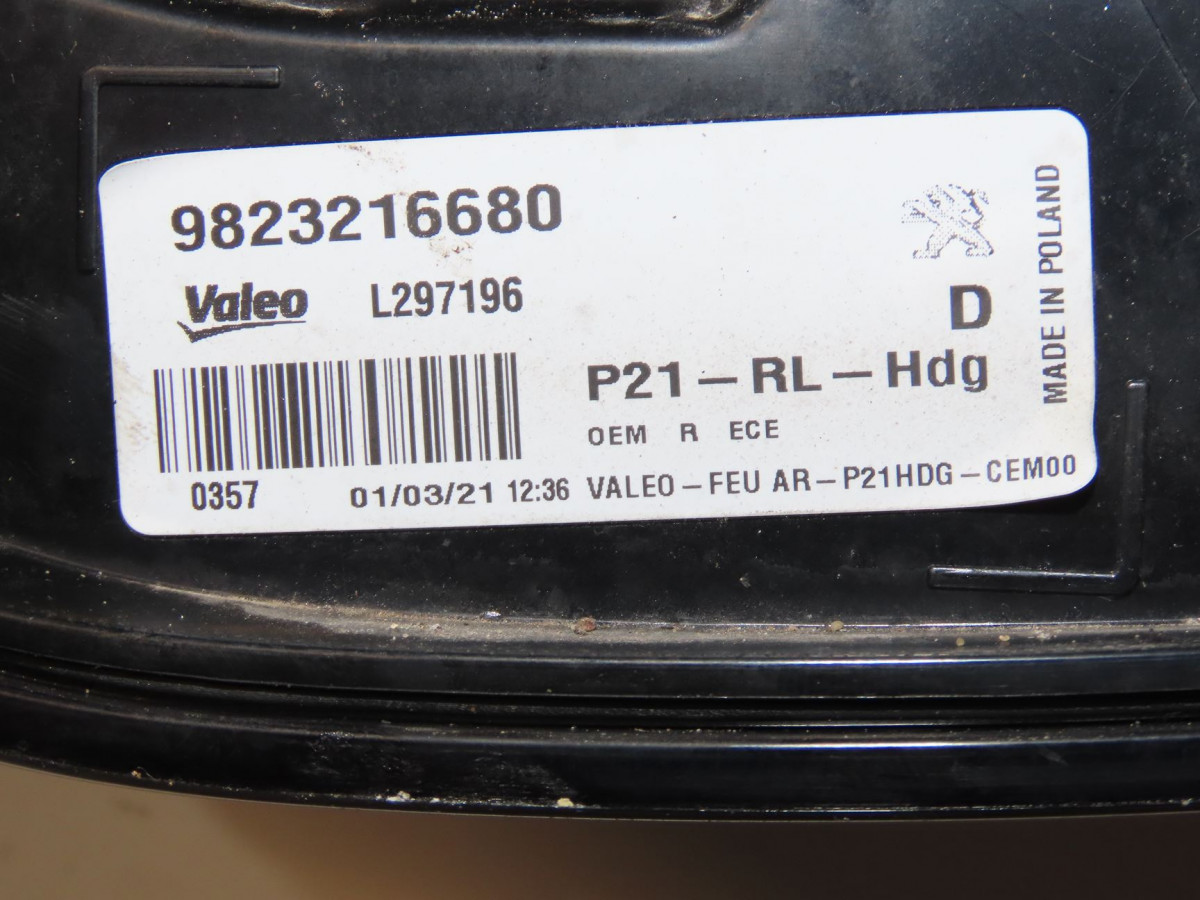 9823216680
Valeo L297196
D
P21-RL-Hdg
OEM R ECE
0357 01/03/21 12:36 VALEO-FEU AR-P21HDG-CEM00
MADE IN POLAND